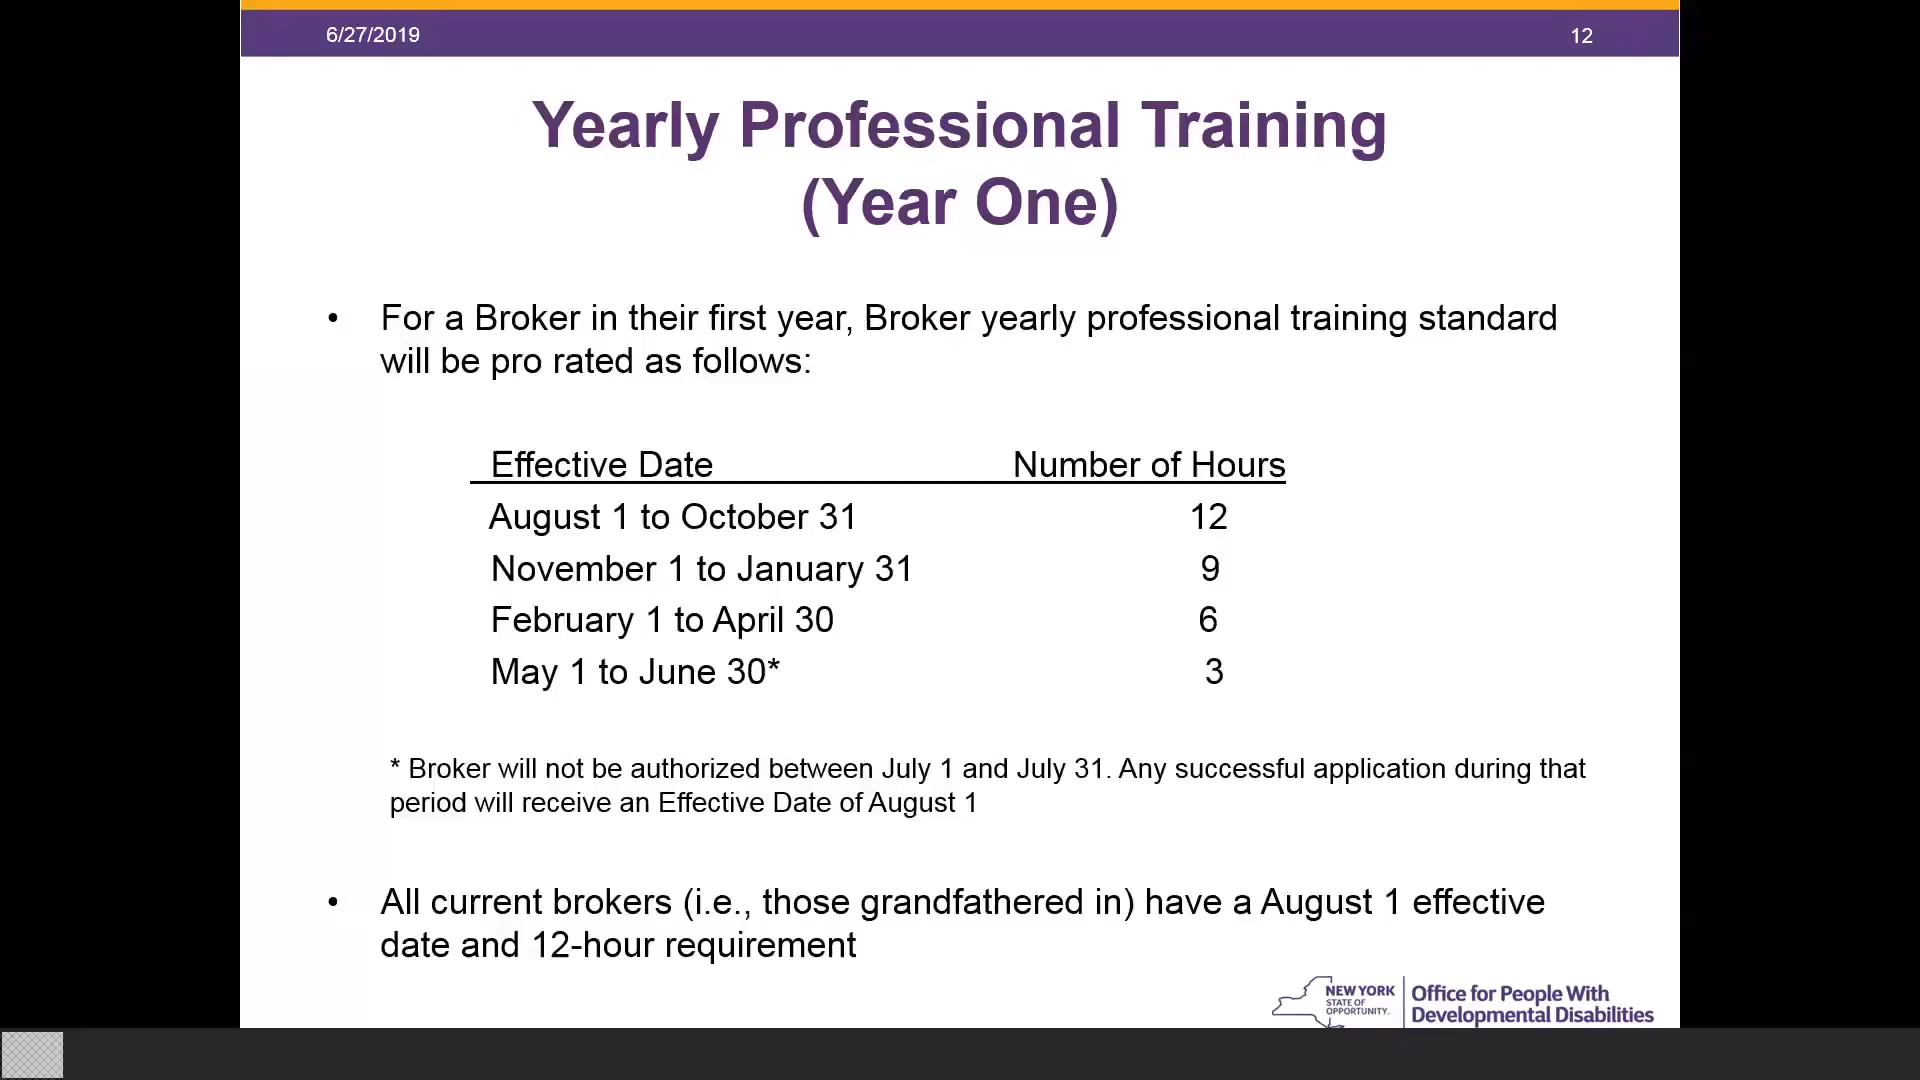 6/27/2019 12
Yearly Professional Training
(Year One)
• For a Broker in their first year, Broker yearly professional training standard
will be pro rated as follows:
Effective Date Number of Hours
August 1 to October 31 12
November 1 to January 31 9
February 1 to April 30 6
May 1 to June 30* 3
* Broker will not be authorized between July 1 and July 31. Any successful application during that
period will receive an Effective Date of August 1
• All current brokers (i.e., those grandfathered in) have a August 1 effective
date and 12-hour requirement
NEW YORK
STATE OF
OPPORTUNITY.
Office for People With
Developmental Disabilities